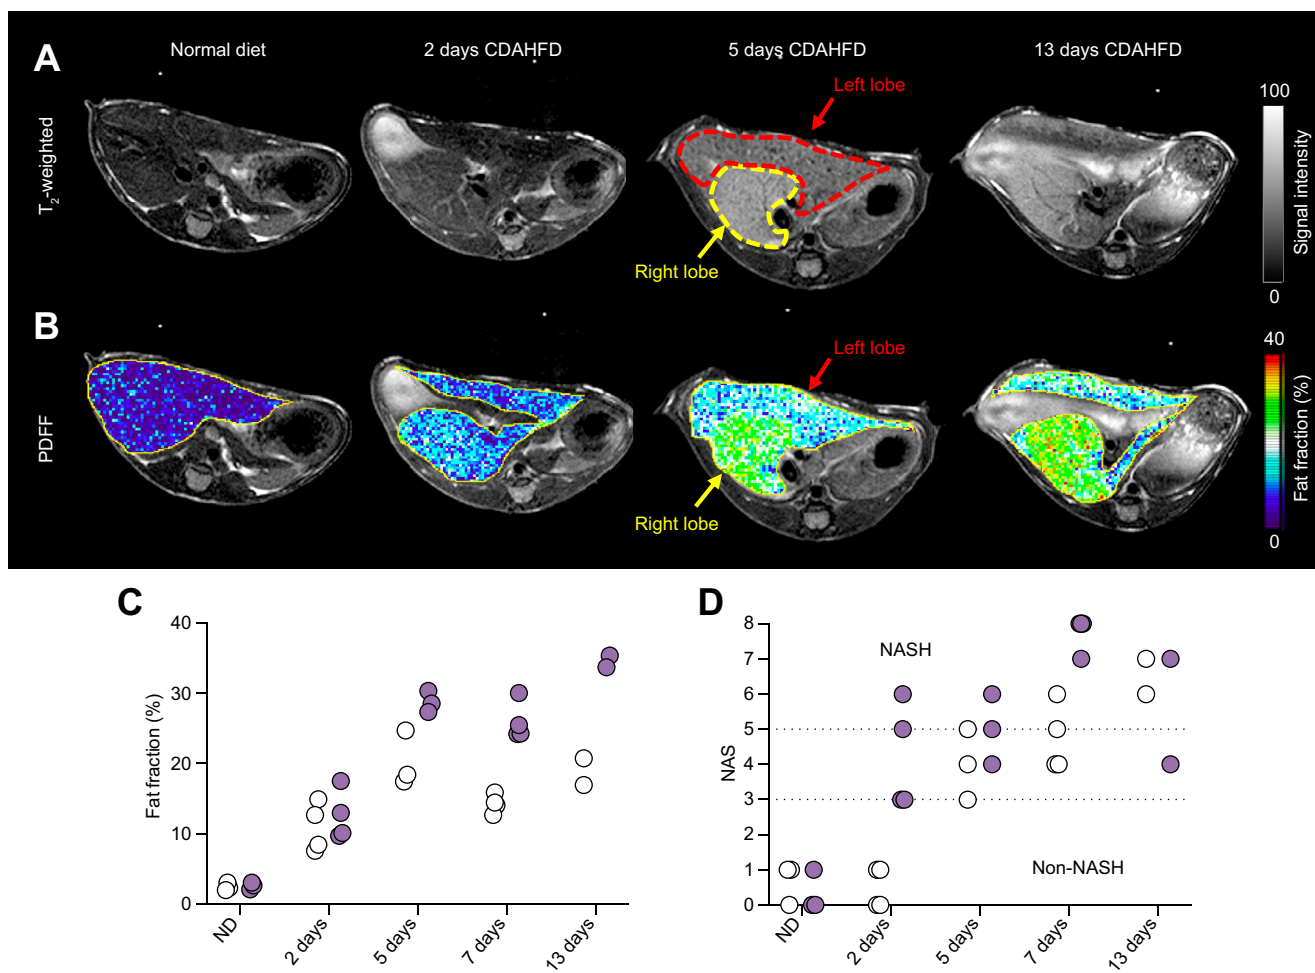 A
Normal diet
2 days CDAHFD
5 days CDAHFD
13 days CDAHFD
T2-weighted
Left lobe
Right lobe
100
Signal intensity
0
B
PDFF
Left lobe
Right lobe
40
Fat fraction (%)
0
C
Fat fraction (%)
40
30
20
10
0
ND
2 days
5 days
7 days
13 days
D
NAS
8
7
6
5
4
3
2
1
0
NASH
Non-NASH
ND
2 days
5 days
7 days
13 days